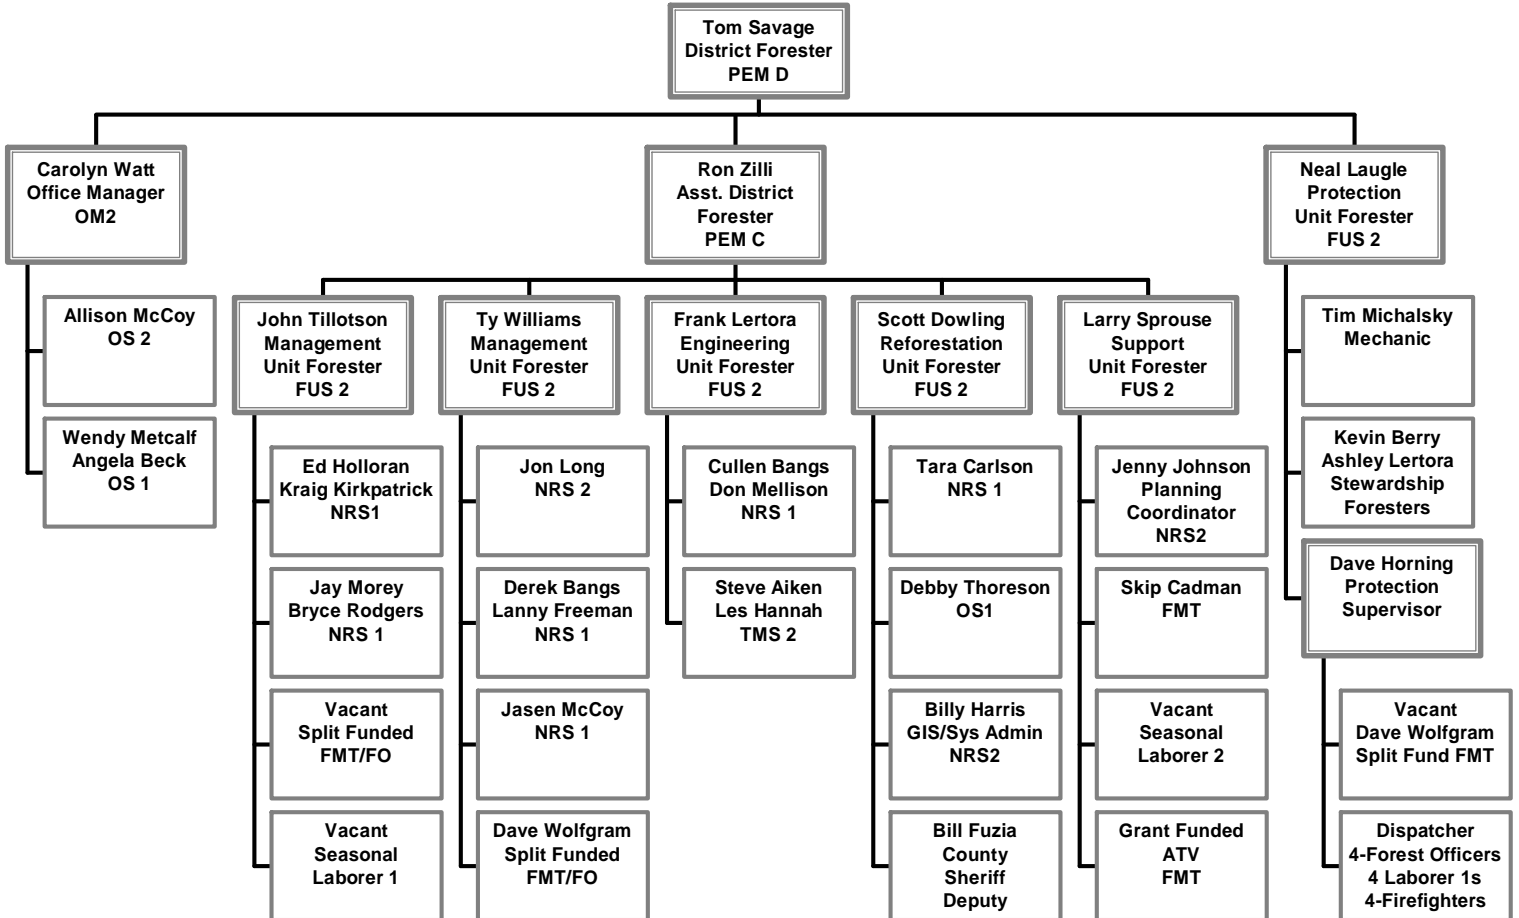 Tom Savage
District Forester
PEM D
Carolyn Watt
Office Manager
OM2
Ron Zilli
Asst. District
Forester
PEM C
Neal Laugle
Protection
Unit Forester
FUS 2
Allison McCoy
OS 2
Wendy Metcalf
Angela Beck
OS 1
John Tillotson
Management
Unit Forester
FUS 2
Ed Holloran
Kraig Kirkpatrick
NRS1
Jay Morey
Bryce Rodgers
NRS 1
Vacant
Split Funded
FMT/FO
Vacant
Seasonal
Laborer 1
Ty Williams
Management
Unit Forester
FUS 2
Jon Long
NRS 2
Derek Bangs
Lanny Freeman
NRS 1
Jasen McCoy
NRS 1
Dave Wolfgram
Split Funded
FMT/FO
Frank Lertora
Engineering
Unit Forester
FUS 2
Cullen Bangs
Don Mellison
NRS 1
Steve Aiken
Les Hannah
TMS 2
Scott Dowling
Reforestation
Unit Forester
FUS 2
Tara Carlson
NRS 1
Debby Thoreson
OS1
Billy Harris
GIS/Sys Admin
NRS2
Bill Fuzia
County
Sheriff
Deputy
Larry Sprouse
Support
Unit Forester
FUS 2
Jenny Johnson
Planning
Coordinator
NRS2
Skip Cadman
FMT
Vacant
Seasonal
Laborer 2
Grant Funded
ATV
FMT
Tim Michalsky
Mechanic
Kevin Berry
Ashley Lertora
Stewardship
Foresters
Dave Horning
Protection
Supervisor
Vacant
Dave Wolfgram
Split Fund FMT
Dispatcher
4-Forest Officers
4 Laborer 1s
4-Firefighters